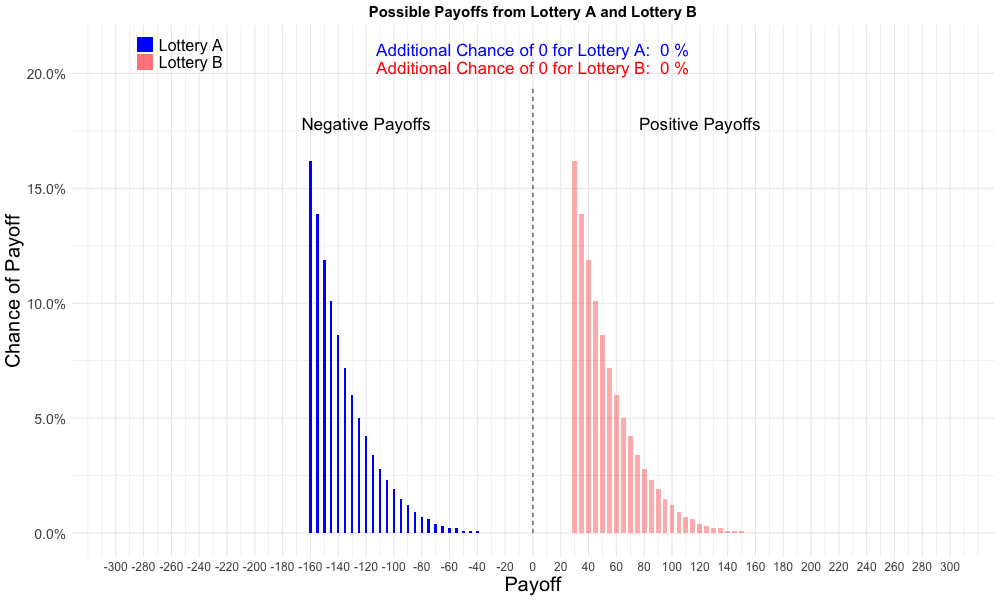 Possible Payoffs from Lottery A and Lottery B
Lottery A
Lottery B
Additional Chance of 0 for Lottery A: 0 %
Additional Chance of 0 for Lottery B: 0 %
Negative Payoffs
Positive Payoffs
Chance of Payoff
20.0%
15.0%
10.0%
5.0%
0.0%
-300 -280 -260 -240 -220 -200 -180 -160 -140 -120 -100 -80 -60 -40 -20 0 20 40 60 80 100 120 140 160 180 200 220 240 260 280 300
Payoff